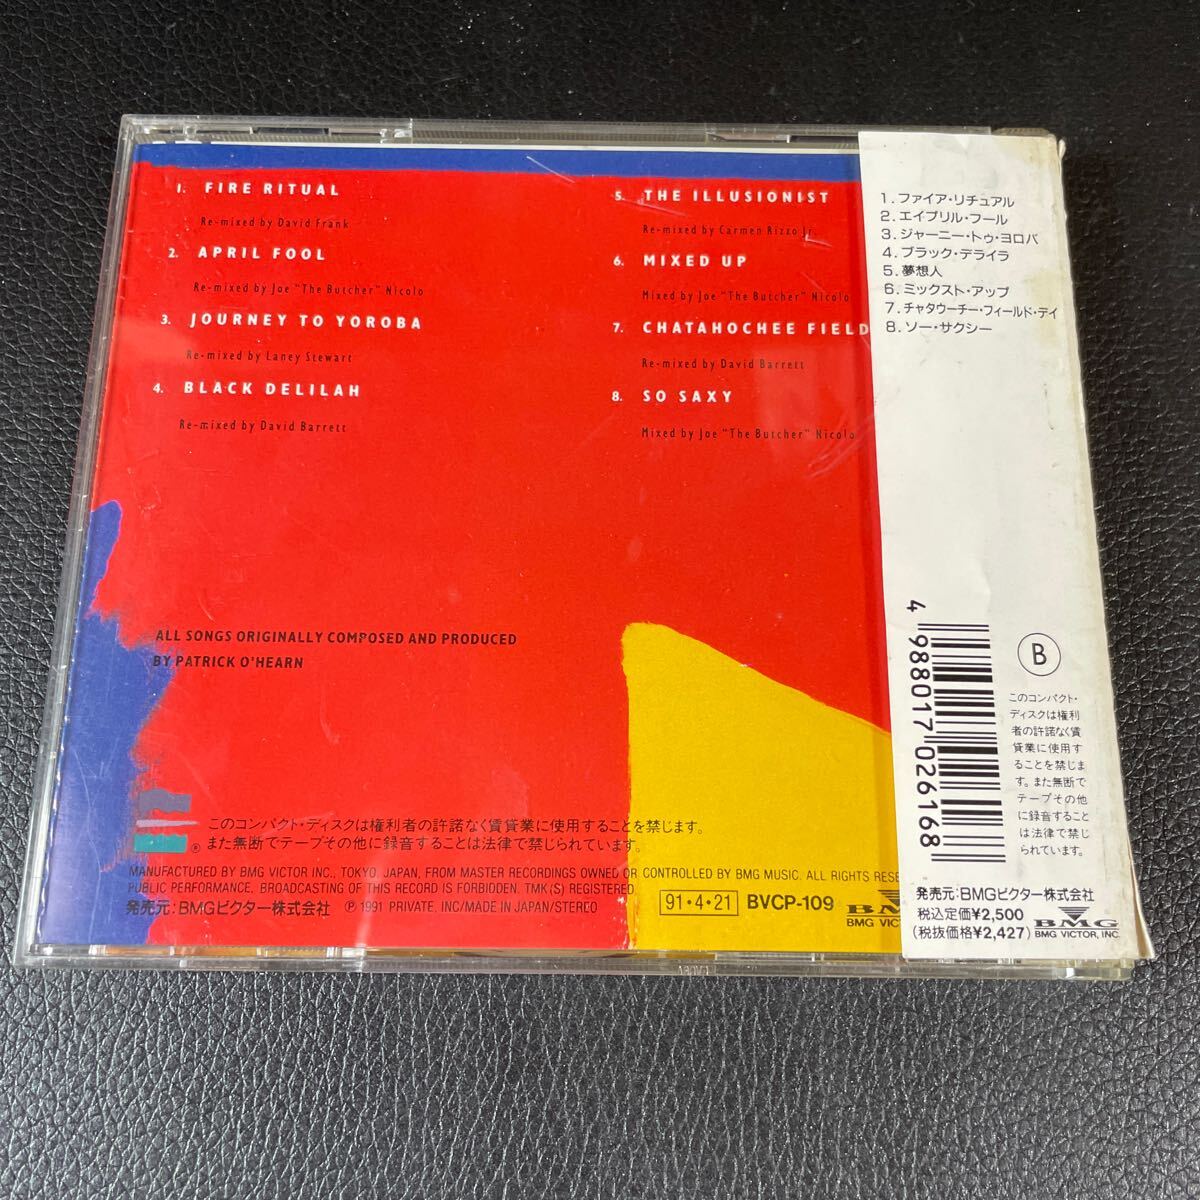 1. FIRE RITUAL
Re-mixed by David Frank
2. APRIL FOOL
Re-mixed by Joe "The Butcher" Nicolo
3. JOURNEY TO YOROBA
Re-mixed by Laney Stewart
4. BLACK DELILAH
Re-mixed by David Barrett
5. THE ILLUSIONIST
Re-mixed by Carmen Rizzo Jr.
6. MIXED UP
Mixed by Joe "The Butcher" Nicolo
7. CHATAHOCHEE FIELD
Re-mixed by David Barrett
8. SO SAXY
Mixed by Joe "The Butcher" Nicolo
ALL SONGS ORIGINALLY COMPOSED AND PRODUCED
BY PATRICK O'HEARN
®
このコンパクト・ディスクは権利者の許諾なく賃貸業に使用することを禁じます。
また無断でテープその他に録音することは法律で禁じられています。
MANUFACTURED BY BMG VICTOR INC., TOKYO, JAPAN, FROM MASTER RECORDINGS OWNED OR CONTROLLED BY BMG MUSIC. ALL RIGHTS RESE
PUBLIC PERFORMANCE, BROADCASTING OF THIS RECORD IS FORBIDDEN. TMK(S) REGISTERED.
発売元:BMGビクター株式会社 ℗ 1991 PRIVATE, INC/MADE IN JAPAN/STEREO
91・4・21 BVCP-109
BMG VIC
1.ファイア・リチュアル
2.エイプリル・フール
3.ジャーニー・トゥ・ヨロバ
4.ブラック・デライラ
5.夢想人
6.ミックスト・アップ
7.チャタウーチー・フィールド・デイ
8.ソー・サクシー
4 988017 026168
B
このコンパクト・
ディスクは権利
者の許諾なく賃
貸業に使用す
ることを禁じま
す。また無断で
テープその他
に録音するこ
とは法律で禁じ
られています。
発売元/BMGビクター株式会社
税込定価¥2,500
(税抜価格¥2,427)
BMG
BMG VICTOR, INC.